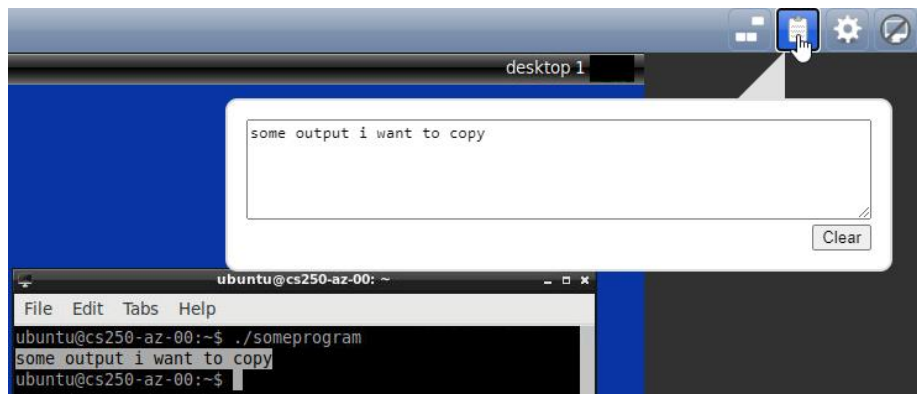 desktop 1
some output i want to copy
Clear
ubuntu@cs250-az-00: ~
File Edit Tabs Help
ubuntu@cs250-az-00:~$ ./someprogram
some output i want to copy
ubuntu@cs250-az-00:~$